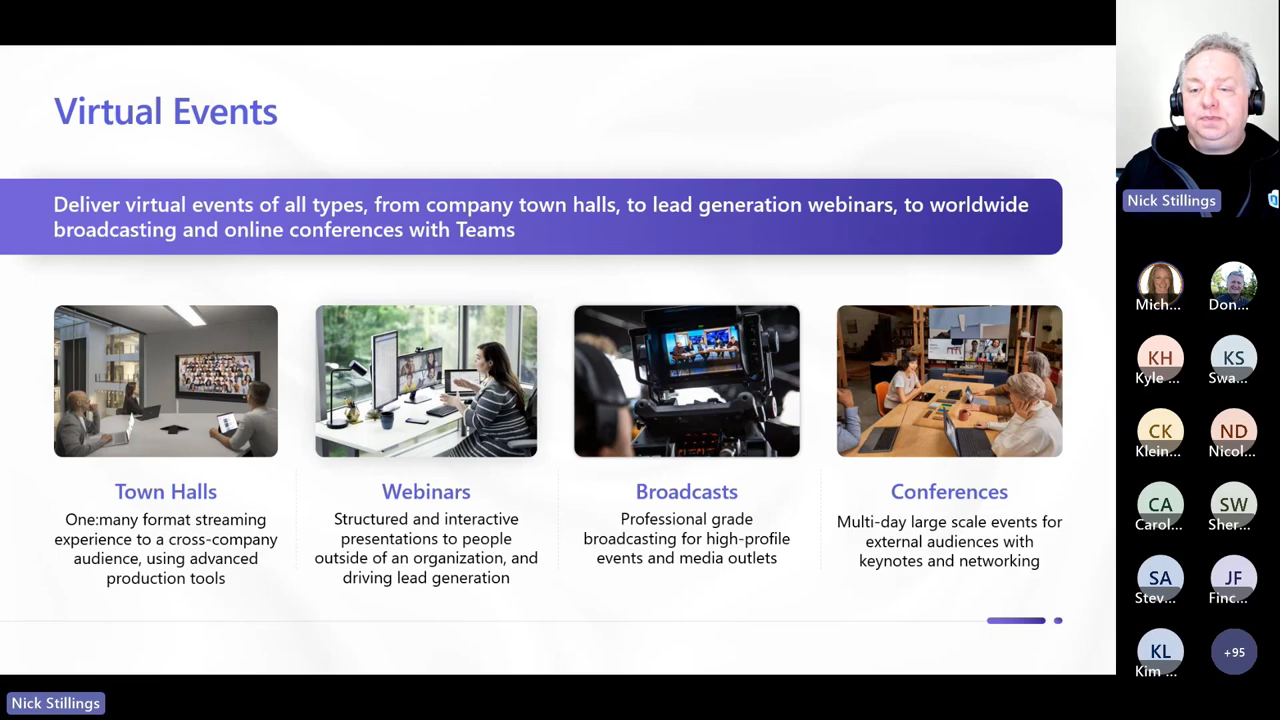 Virtual Events
Deliver virtual events of all types, from company town halls, to lead generation webinars, to worldwide
broadcasting and online conferences with Teams
Town Halls
One:many format streaming
experience to a cross-company
audience, using advanced
production tools
Webinars
Structured and interactive
presentations to people
outside of an organization, and
driving lead generation
Broadcasts
Professional grade
broadcasting for high-profile
events and media outlets
Conferences
Multi-day large scale events for
external audiences with
keynotes and networking
Nick Stillings
Mich...
Don...
KH
Kyle ...
KS
Swa...
CK
Klein...
ND
Nicol...
CA
Carol...
SW
Sher...
SA
Stev...
JF
Finc...
KL
Kim ...
+95
Nick Stillings